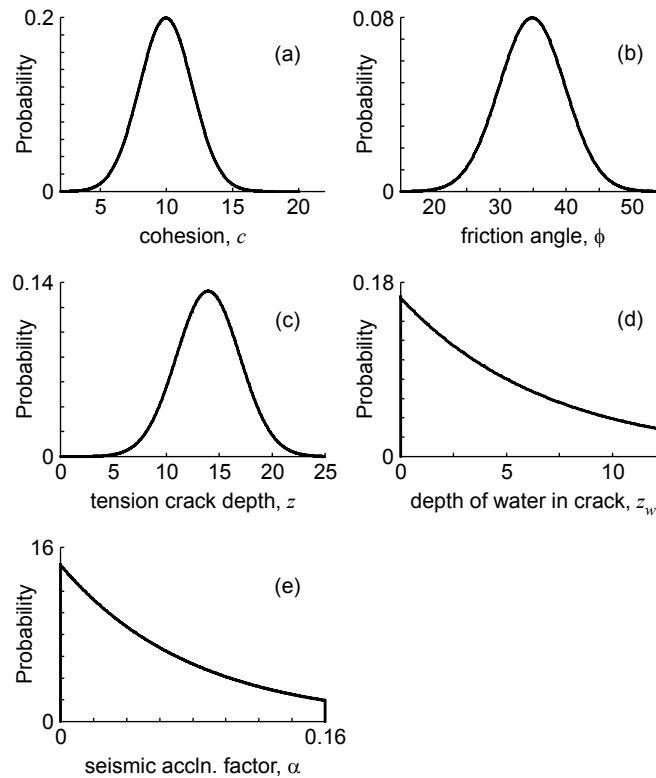 0.2
(a)
Probability
0
5
10
15
20
cohesion, c
0.08
(b)
Probability
0
20
30
40
50
friction angle, ϕ
0.14
(c)
Probability
0
0
5
10
15
20
25
tension crack depth, z
0.18
(d)
Probability
0
0
5
10
depth of water in crack, z_w
16
(e)
Probability
0
0
0.16
seismic accln. factor, α